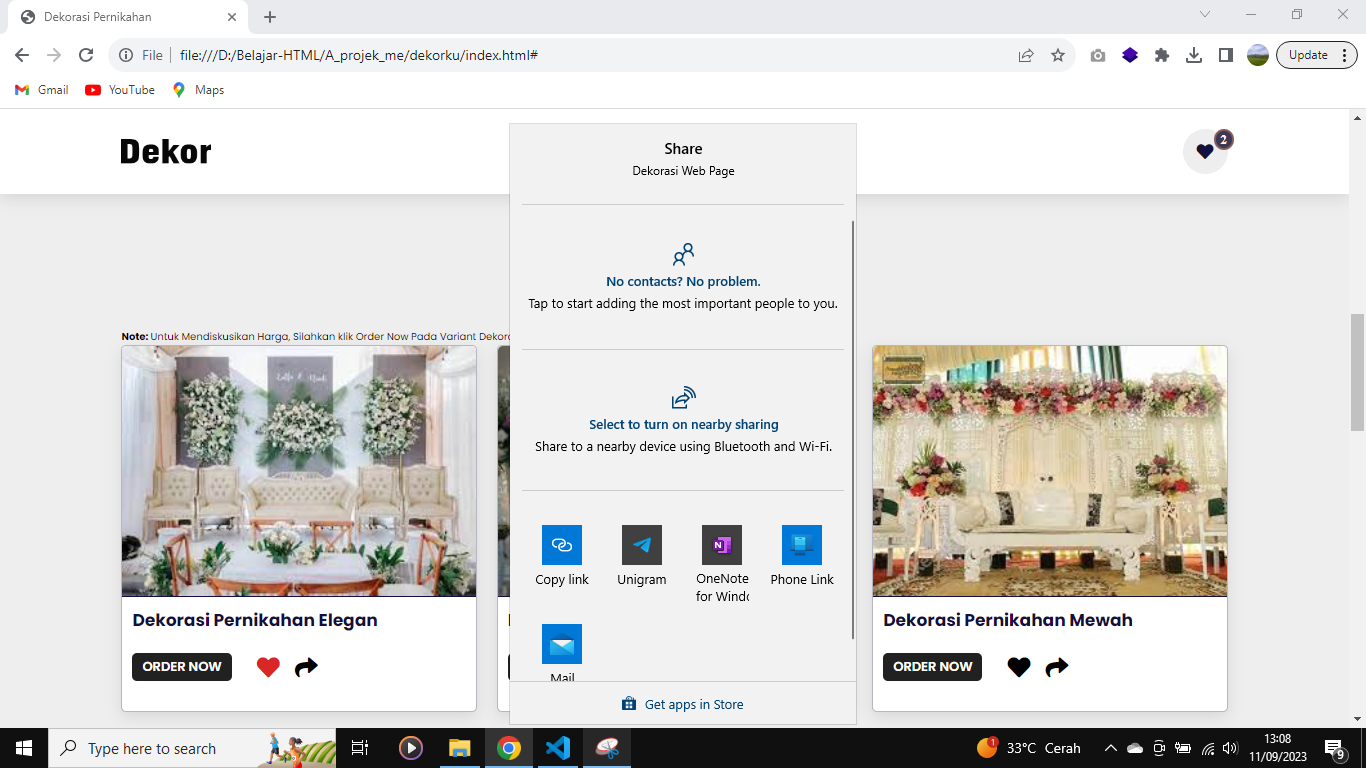 Dekorasi Pernikahan
File
file:///D:/Belajar-HTML/A_projek_me/dekorku/index.html#
Update
Gmail
YouTube
Maps
Dekor
2
Share
Dekorasi Web Page
No contacts? No problem.
Tap to start adding the most important people to you.
Note: Untuk Mendiskusikan Harga, Silahkan klik Order Now Pada Variant Dekor
Select to turn on nearby sharing
Share to a nearby device using Bluetooth and Wi-Fi.
Copy link
Unigram
OneNote
for Windo
Phone Link
Mail
Get apps in Store
Dekorasi Pernikahan Elegan
ORDER NOW
Dekorasi Pernikahan Mewah
ORDER NOW
Type here to search
1
33°C Cerah
13:08
11/09/2023
9